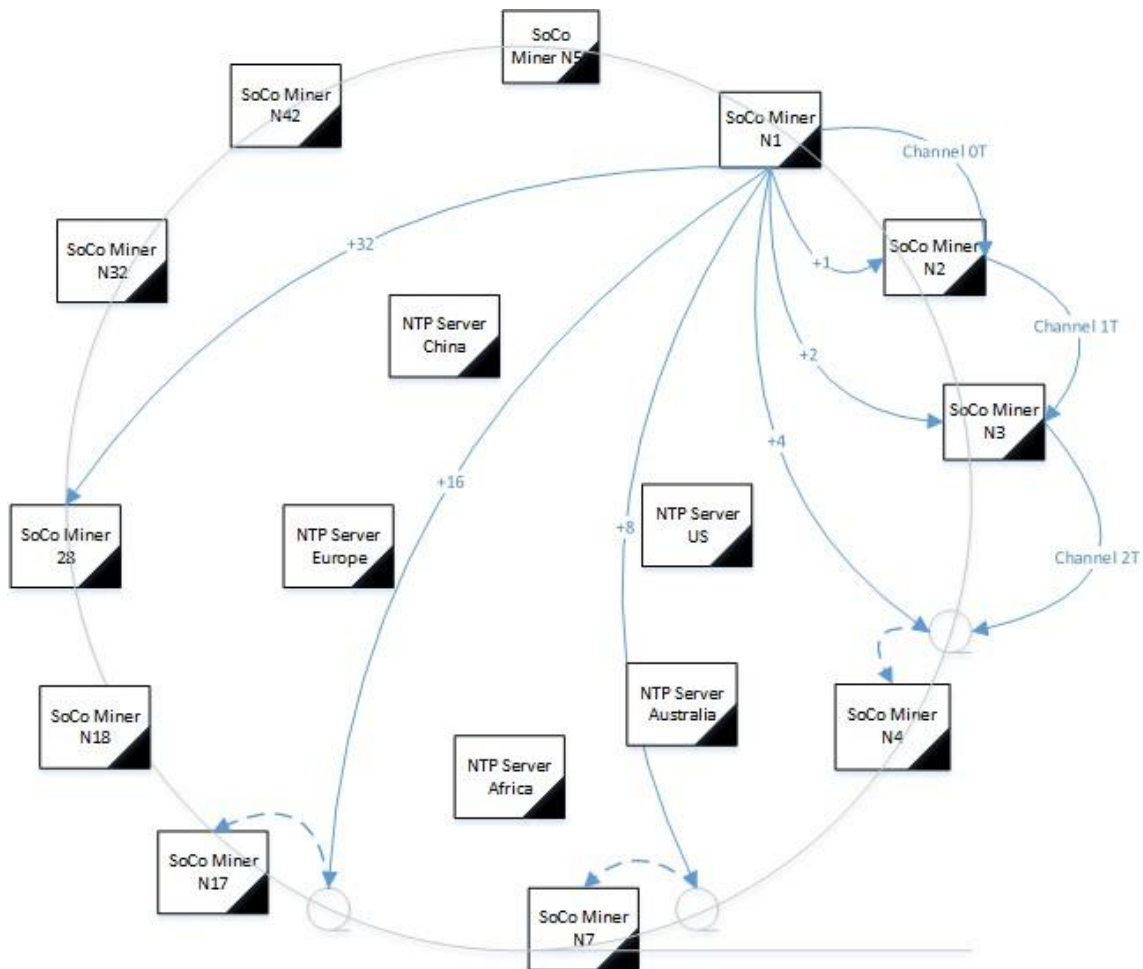 SoCo
Miner N5
SoCo Miner
N42
SoCo Miner
N1
Channel 0T
SoCo Miner
N32
+32
+1
SoCo Miner
N2
NTP Server
China
Channel 1T
+2
SoCo Miner
N3
+4
+16
NTP Server
US
+8
SoCo Miner
28
NTP Server
Europe
Channel 2T
SoCo Miner
N18
NTP Server
Australia
SoCo Miner
N4
NTP Server
Africa
SoCo Miner
N17
SoCo Miner
N7